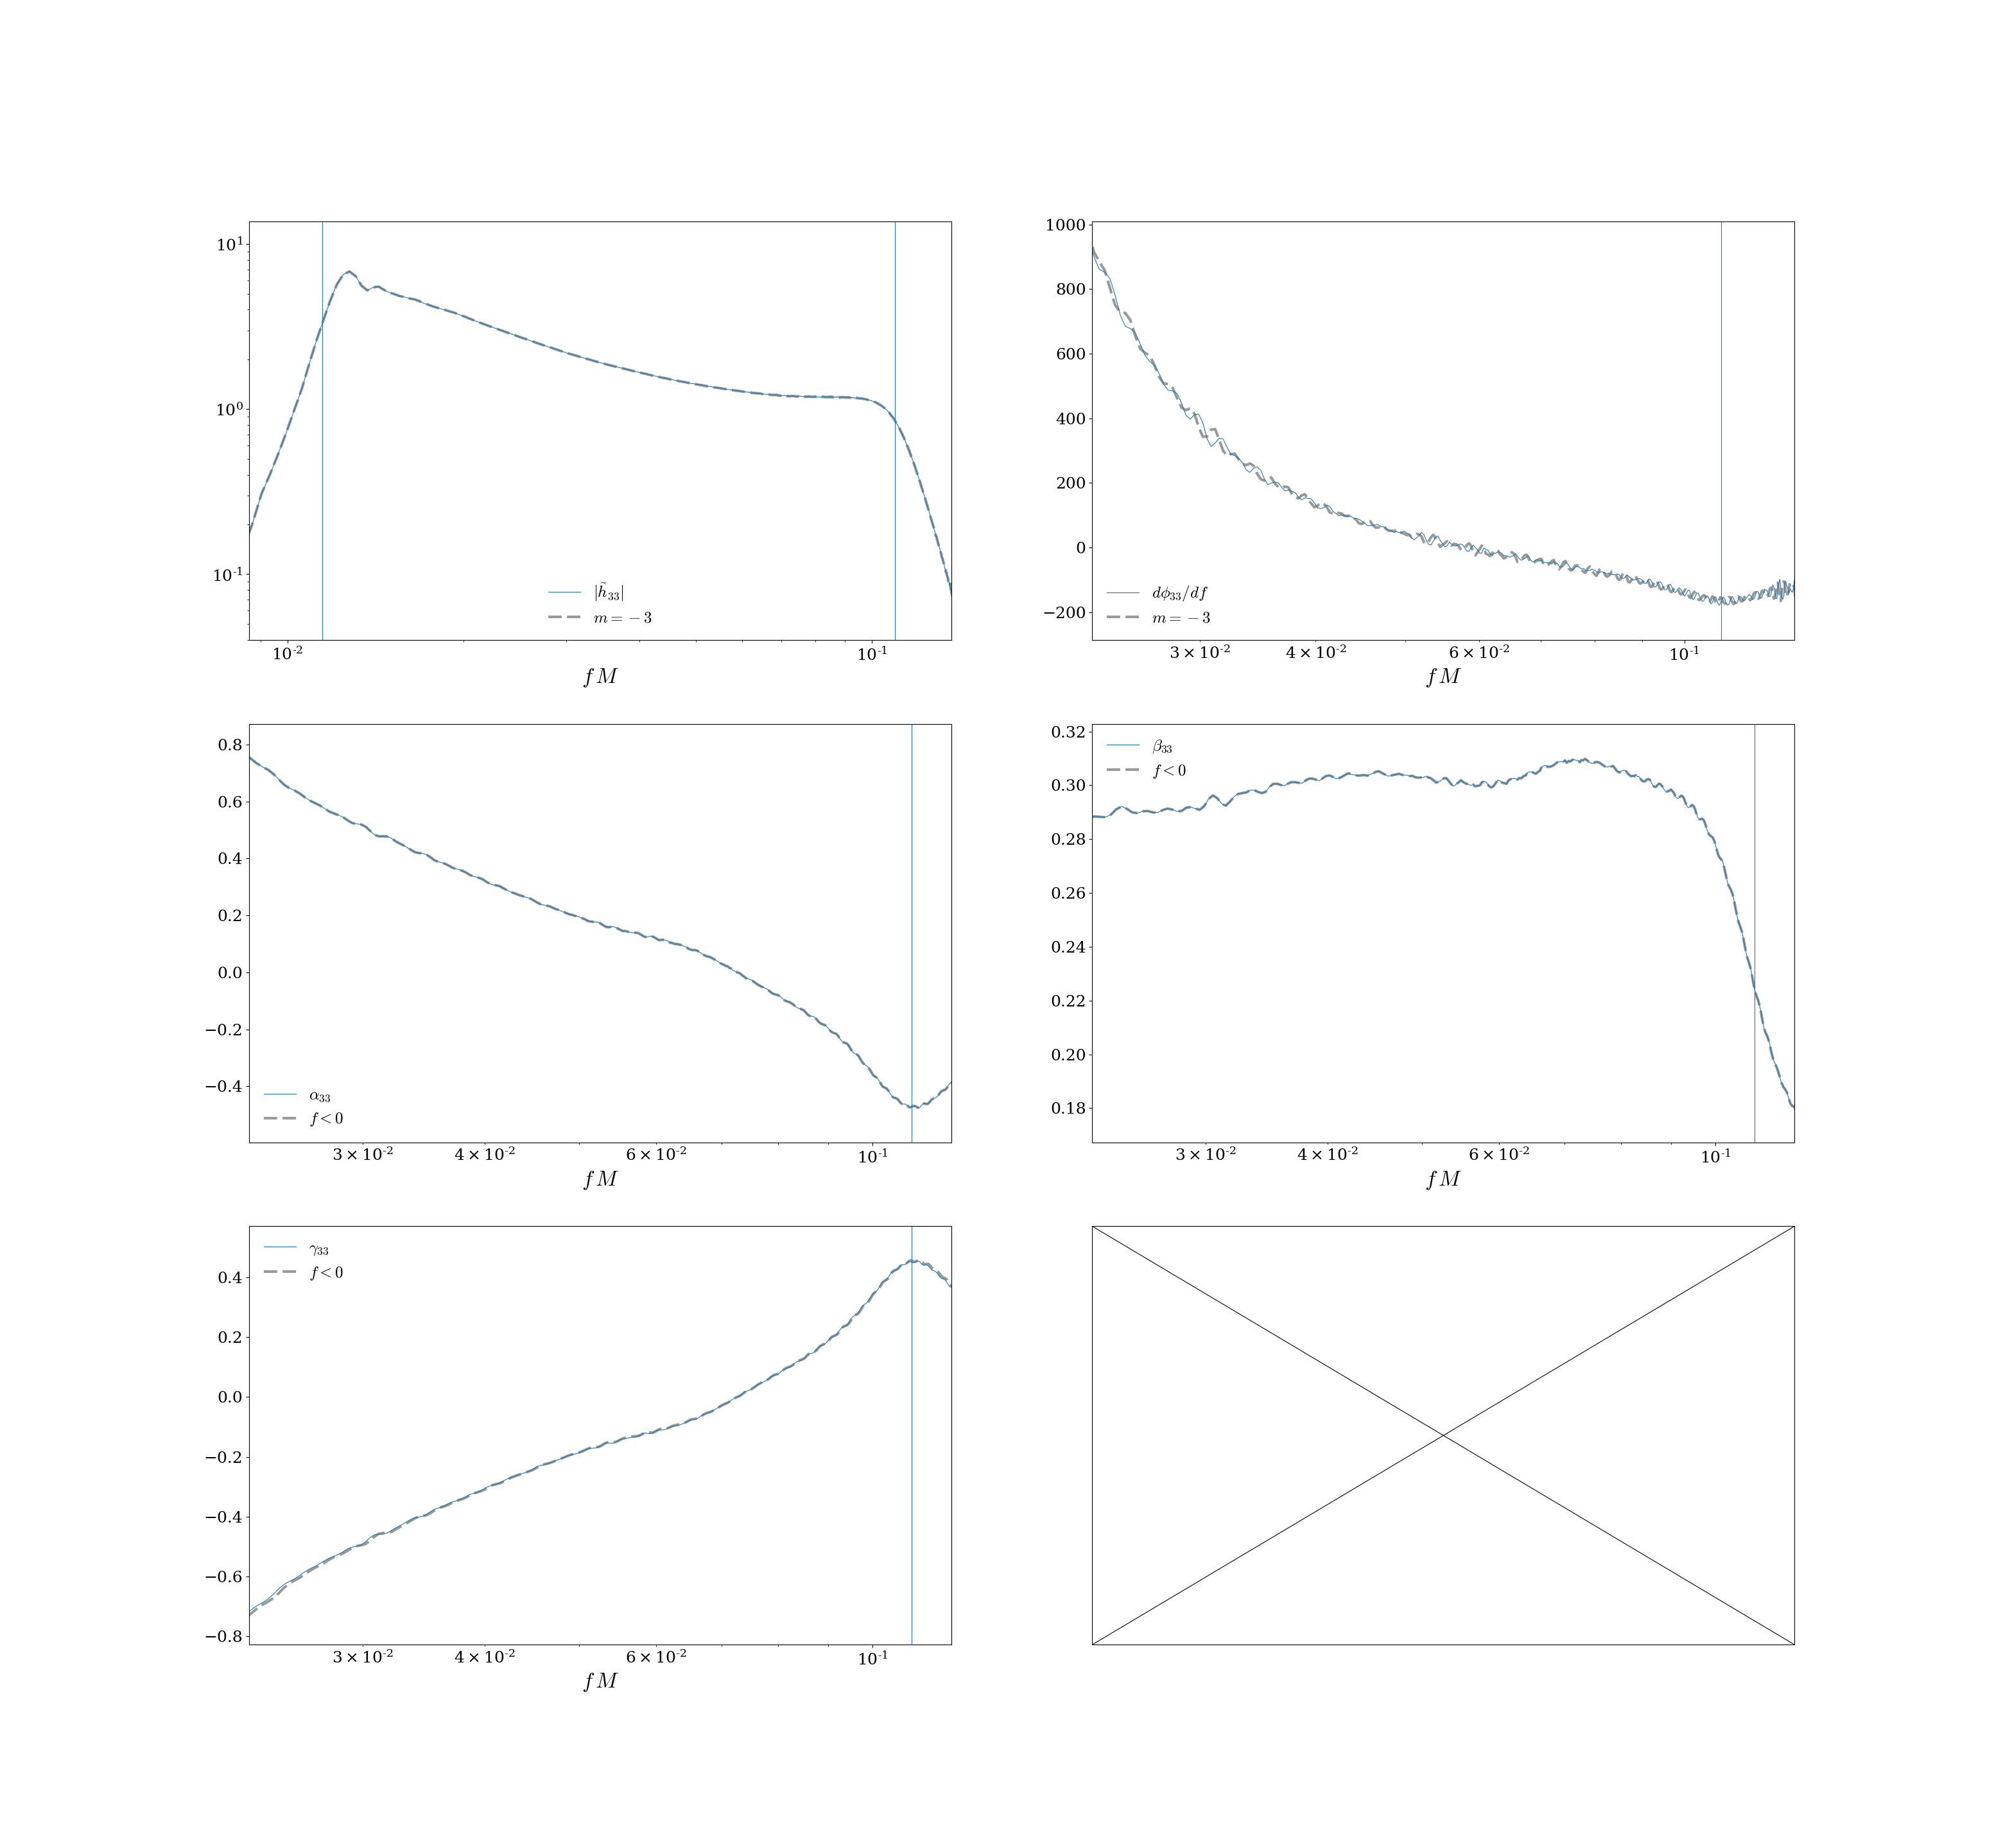 10¹
10⁰
10⁻¹
|h̃₃₃|
m = − 3
10⁻² 10⁻¹
fM
1000
800
600
400
200
0
−200
dϕ₃₃/df
m = − 3
3 × 10⁻² 4 × 10⁻² 6 × 10⁻² 10⁻¹
fM
0.8
0.6
0.4
0.2
0.0
−0.2
−0.4
α₃₃
f < 0
3 × 10⁻² 4 × 10⁻² 6 × 10⁻² 10⁻¹
fM
0.32
0.30
0.28
0.26
0.24
0.22
0.20
0.18
β₃₃
f < 0
3 × 10⁻² 4 × 10⁻² 6 × 10⁻² 10⁻¹
fM
0.4
0.2
0.0
−0.2
−0.4
−0.6
−0.8
γ₃₃
f < 0
3 × 10⁻² 4 × 10⁻² 6 × 10⁻² 10⁻¹
fM